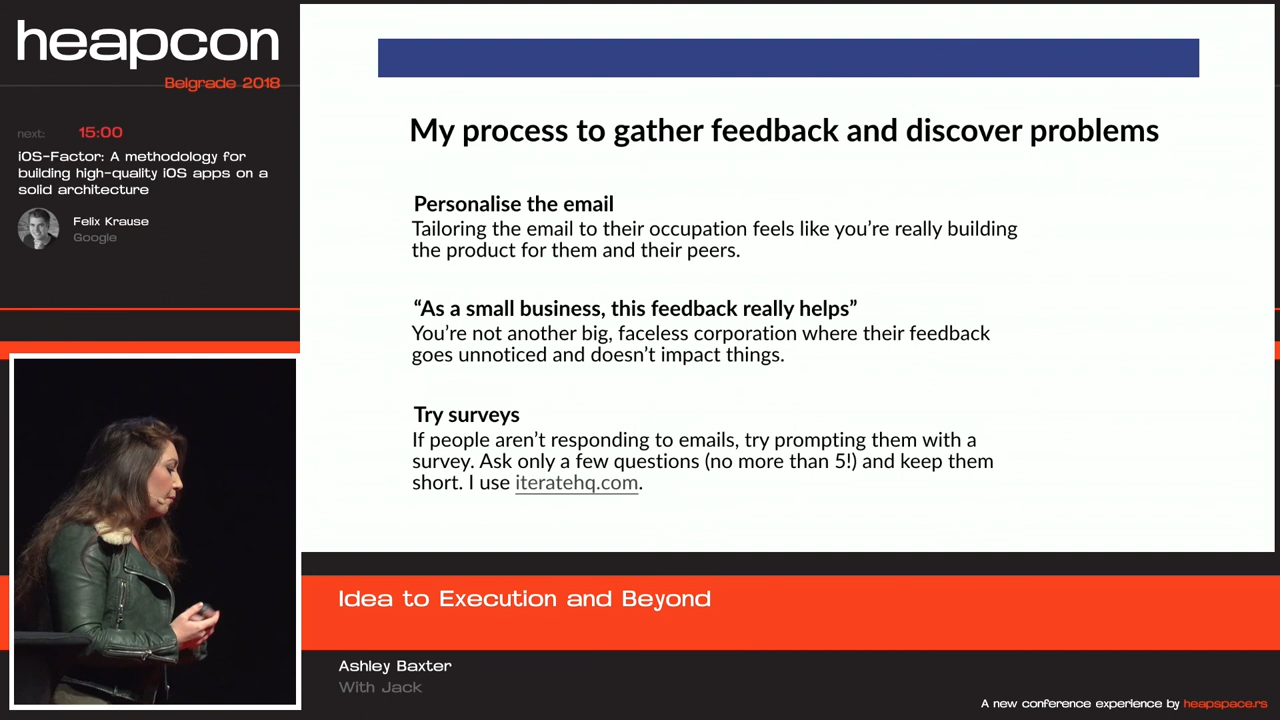 heapcon
Belgrade 2018
next: 15:00
iOS-Factor: A methodology for
building high-quality iOS apps on a
solid architecture
Felix Krause
Google
My process to gather feedback and discover problems
Personalise the email
Tailoring the email to their occupation feels like you’re really building
the product for them and their peers.
“As a small business, this feedback really helps”
You’re not another big, faceless corporation where their feedback
goes unnoticed and doesn’t impact things.
Try surveys
If people aren’t responding to emails, try prompting them with a
survey. Ask only a few questions (no more than 5!) and keep them
short. I use iteratehq.com.
Idea to Execution and Beyond
Ashley Baxter
With Jack
A new conference experience by heapspace.rs